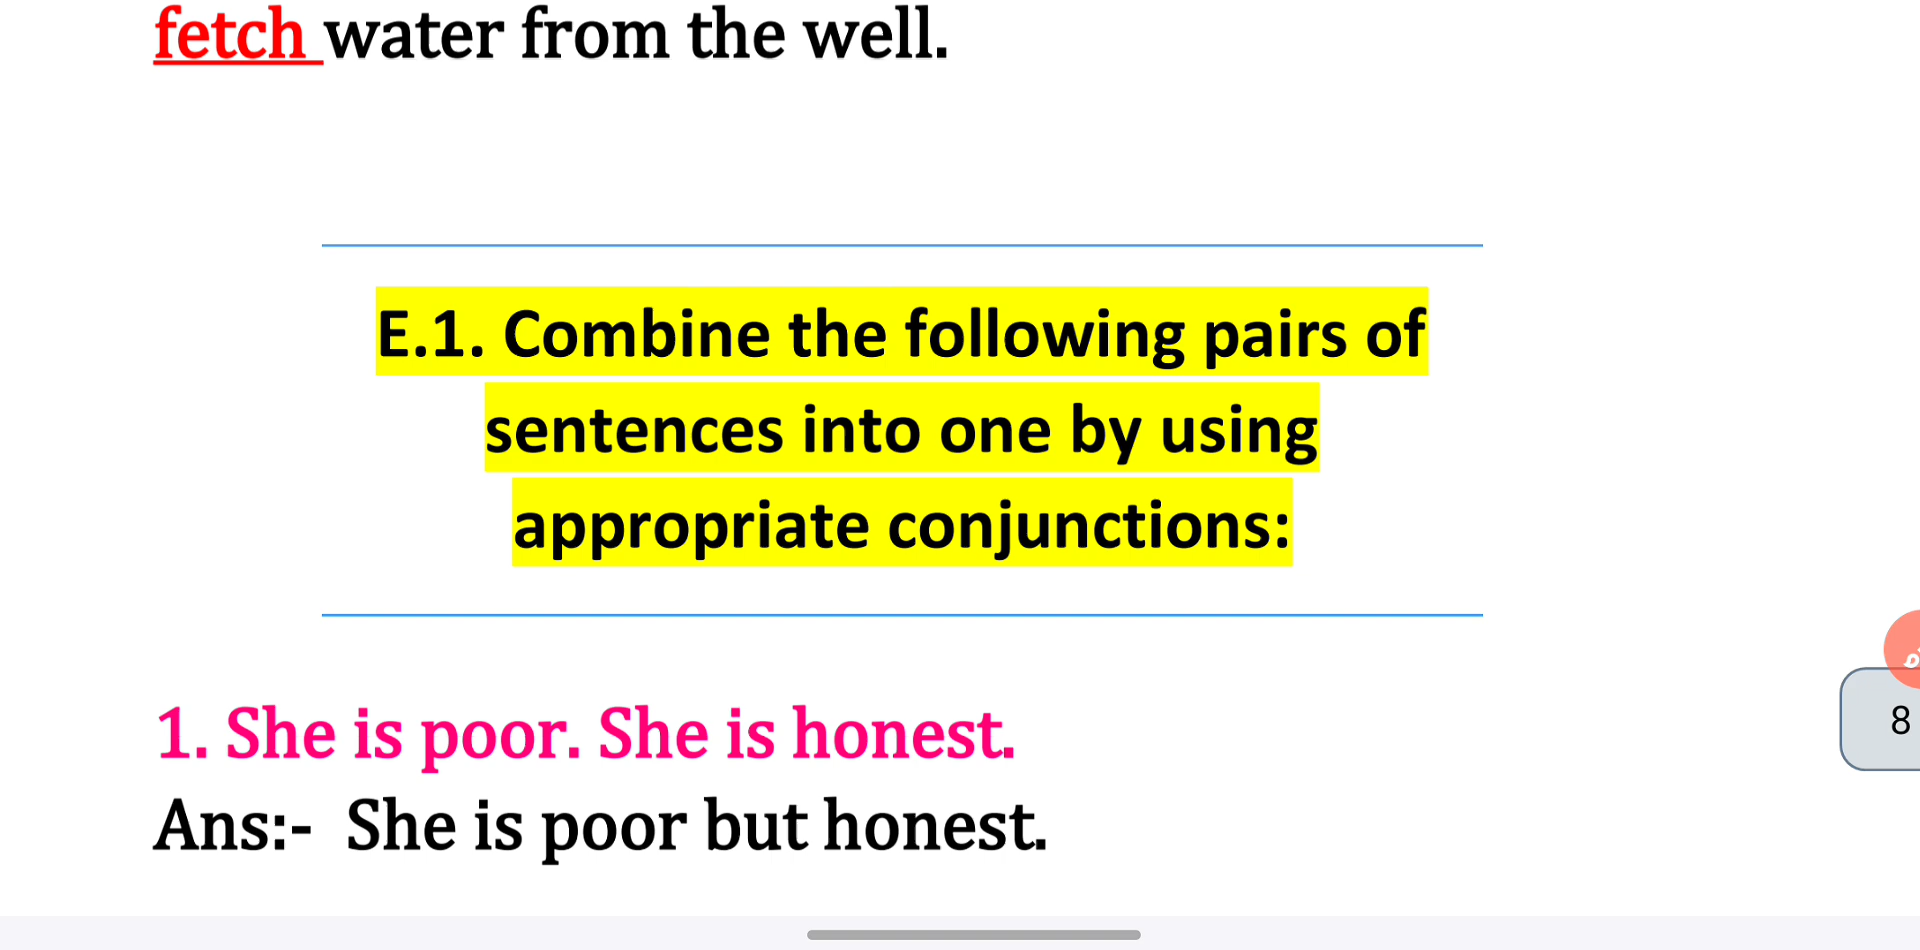 fetch water from the well.
E.1. Combine the following pairs of
sentences into one by using
appropriate conjunctions:
1. She is poor. She is honest.
Ans:- She is poor but honest.
8